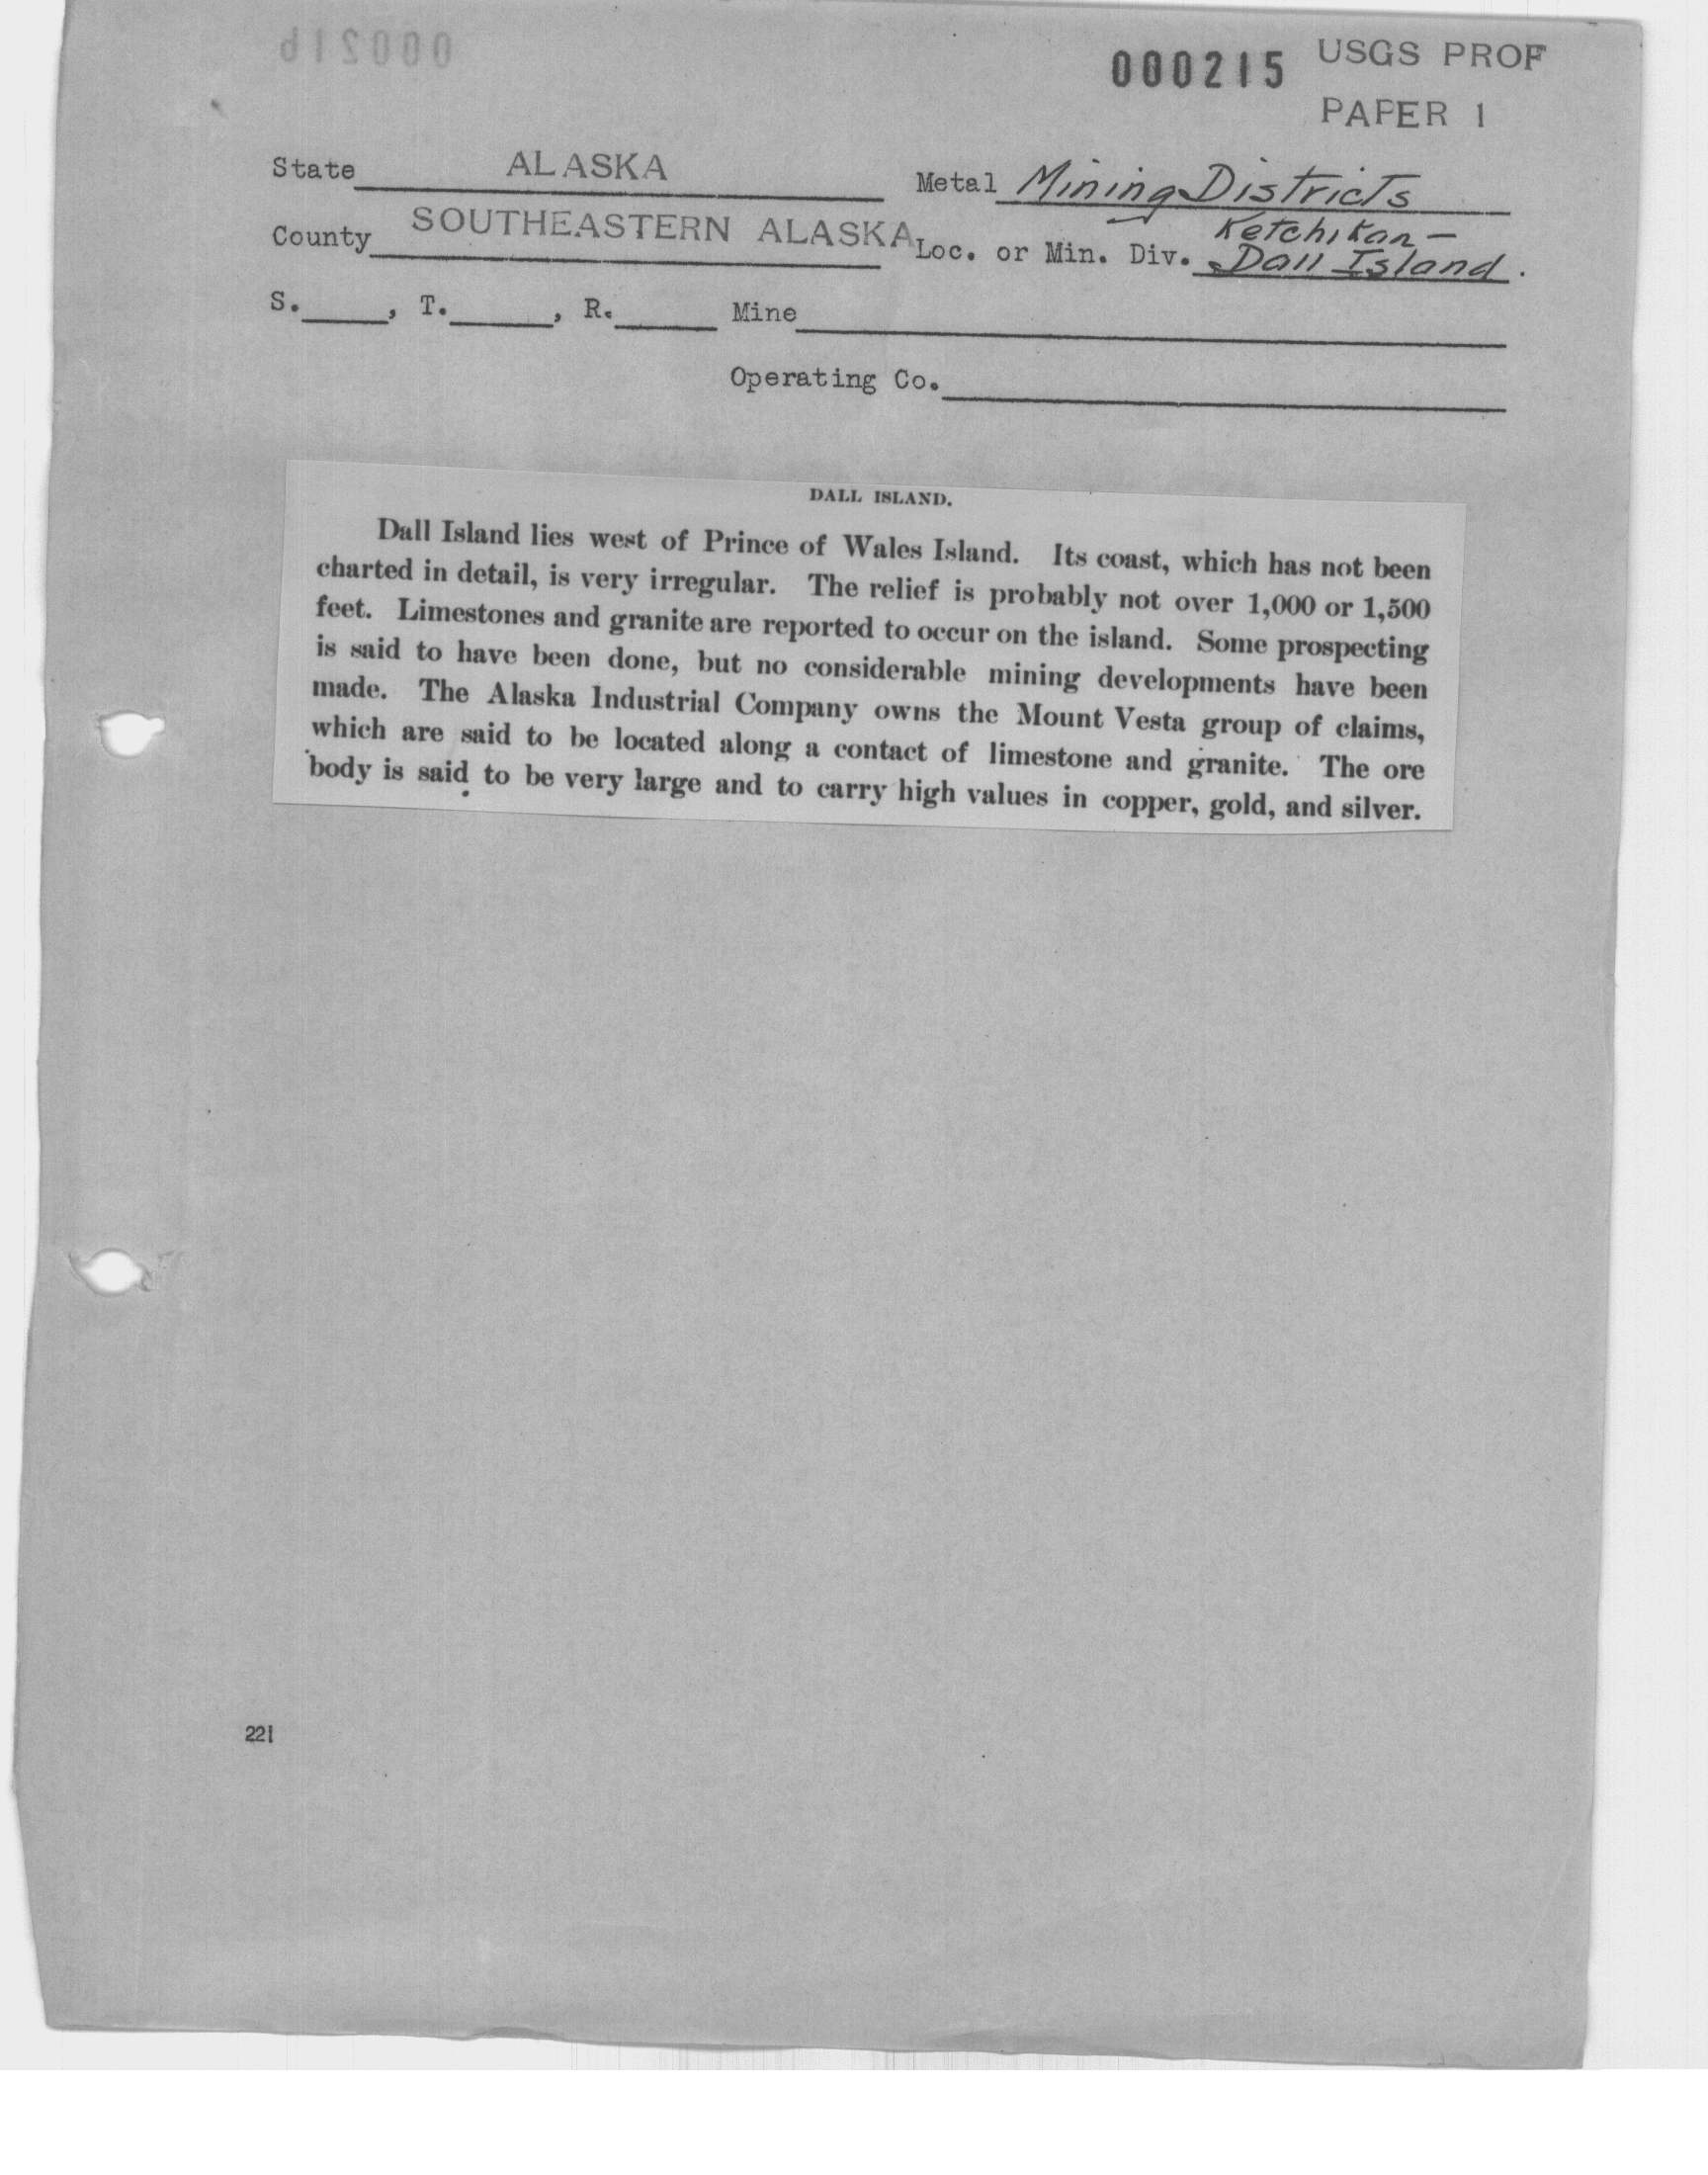 000216
000215 USGS PROF
PAPER 1
State ALASKA Metal Mining Districts
County SOUTHEASTERN ALASKA Loc. or Min. Div. Ketchikan –
Dall Island.
S. , T. , R. Mine
Operating Co.
DALL ISLAND.
Dall Island lies west of Prince of Wales Island. Its coast, which has not been
charted in detail, is very irregular. The relief is probably not over 1,000 or 1,500
feet. Limestones and granite are reported to occur on the island. Some prospecting
is said to have been done, but no considerable mining developments have been
made. The Alaska Industrial Company owns the Mount Vesta group of claims,
which are said to be located along a contact of limestone and granite. The ore
body is said to be very large and to carry high values in copper, gold, and silver.
221